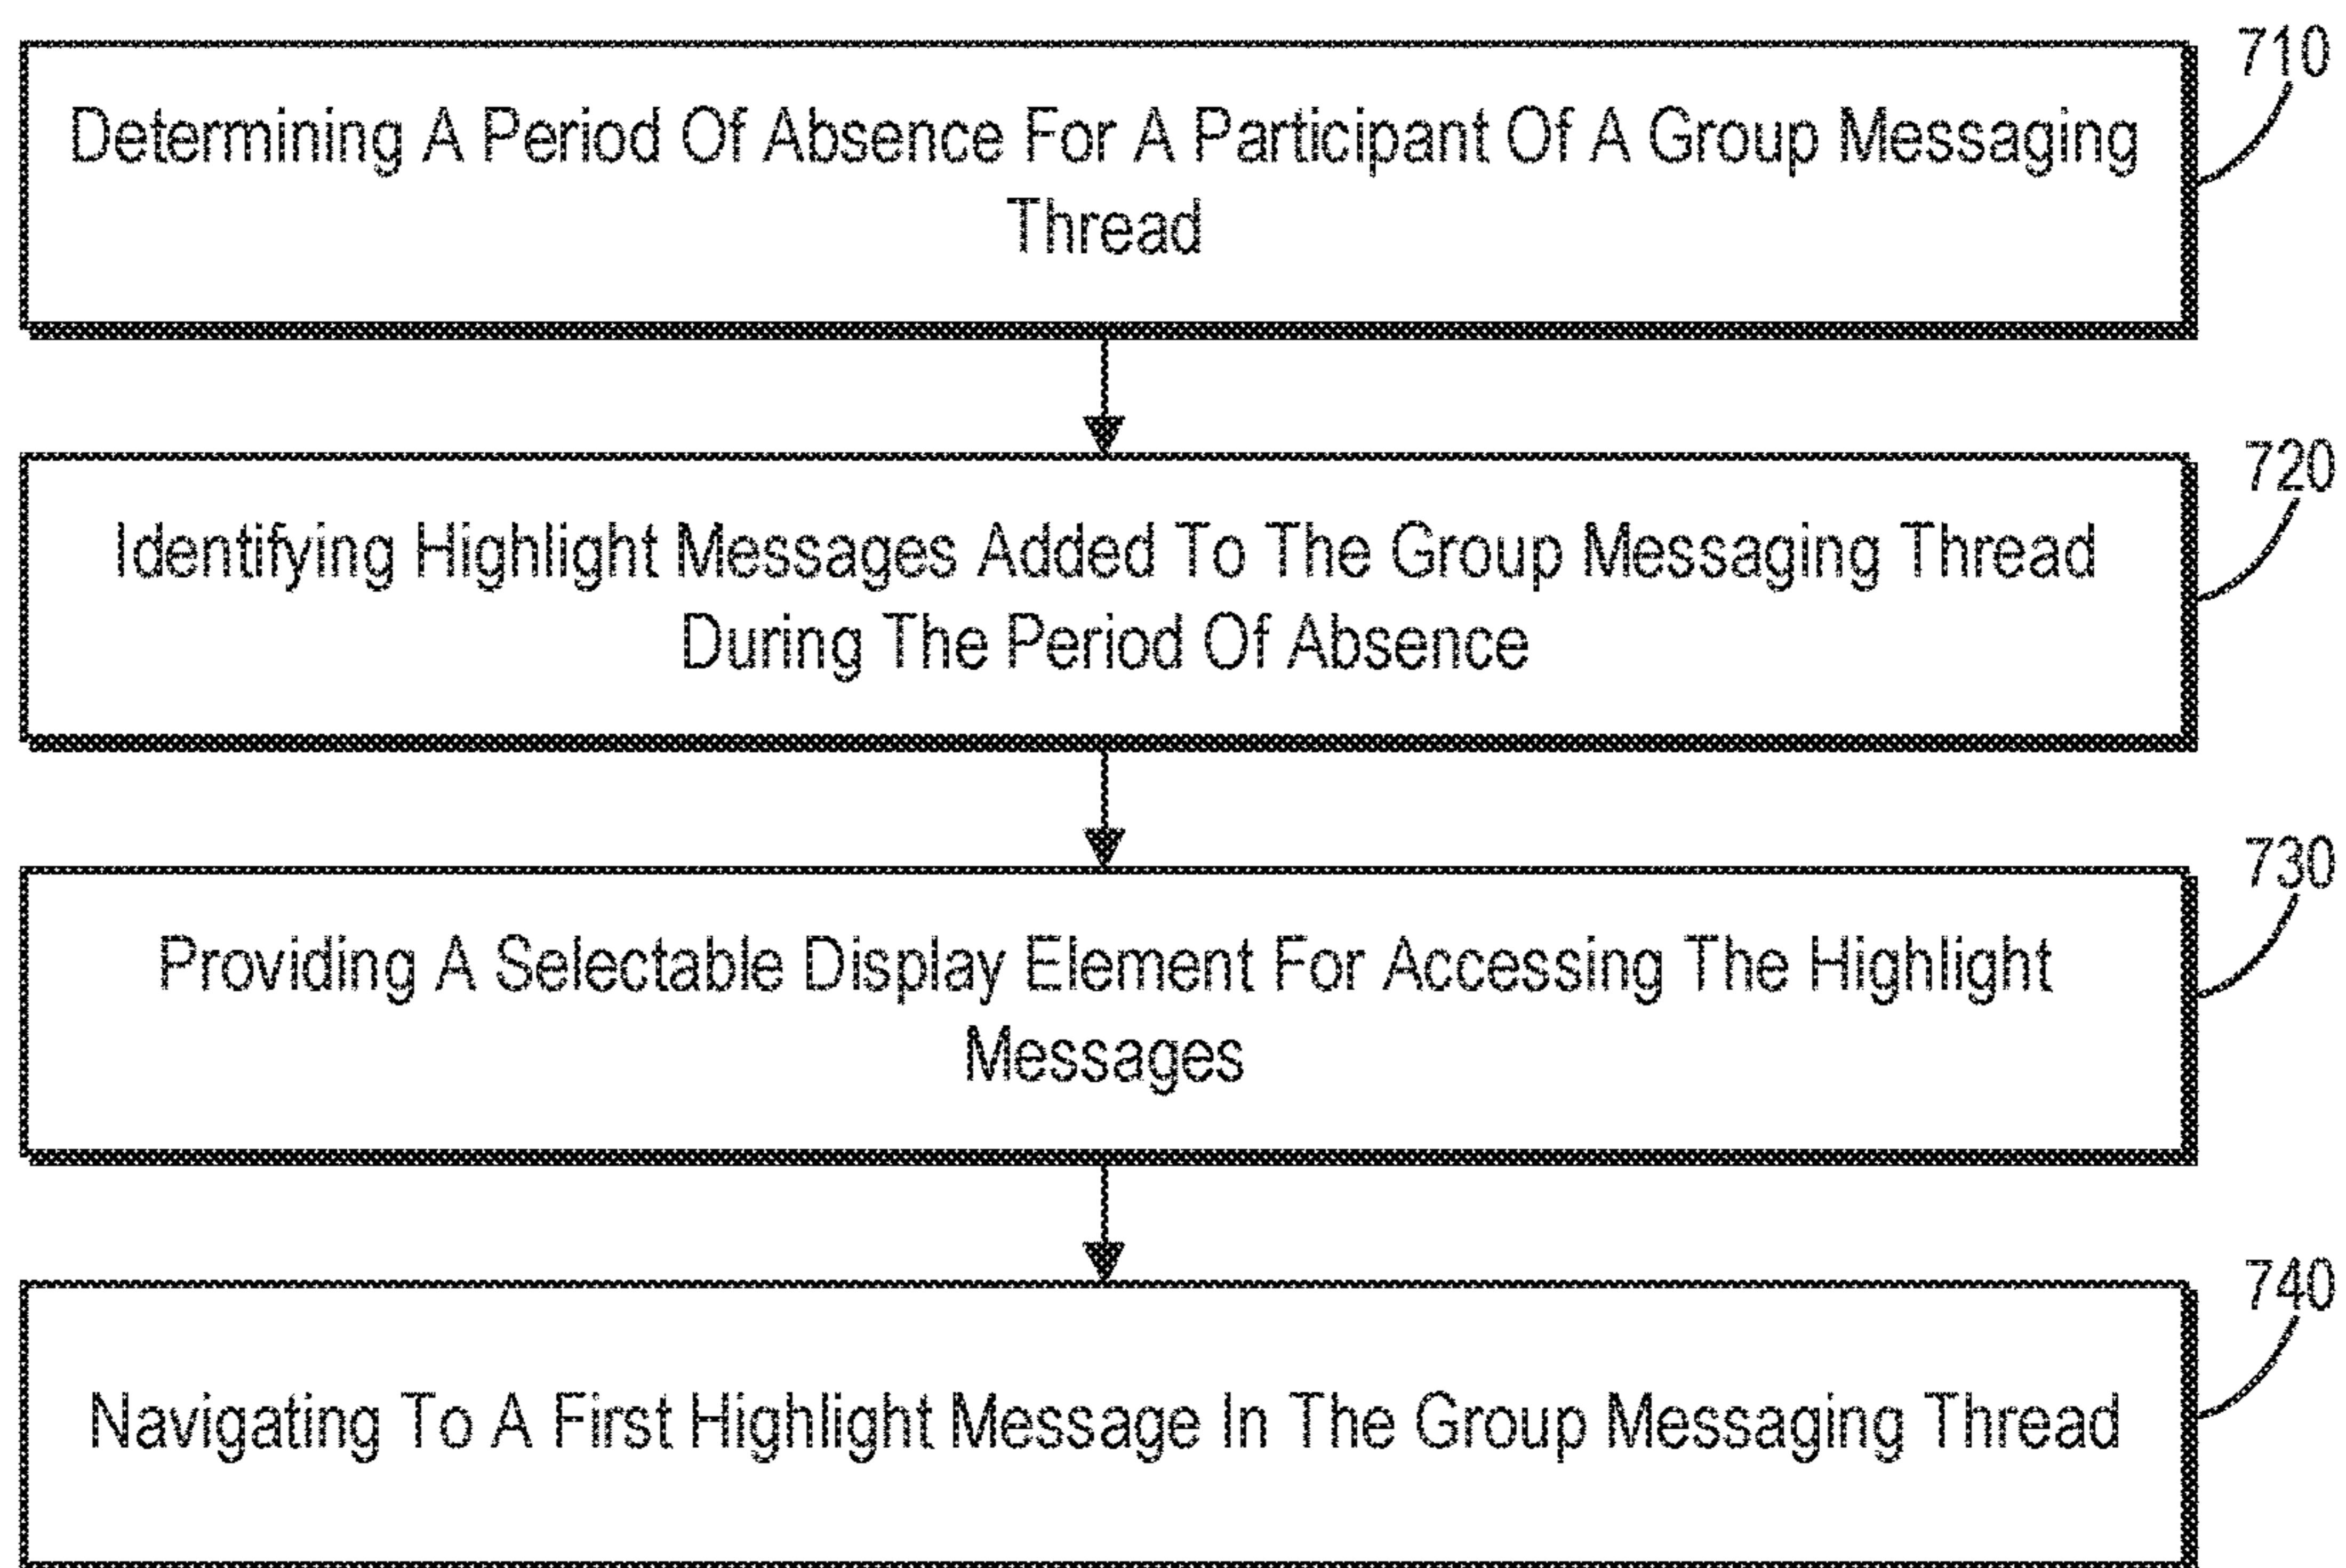 710
Determining A Period Of Absence For A Participant Of A Group Messaging
Thread
720
Identifying Highlight Messages Added To The Group Messaging Thread
During The Period Of Absence
730
Providing A Selectable Display Element For Accessing The Highlight
Messages
740
Navigating To A First Highlight Message In The Group Messaging Thread